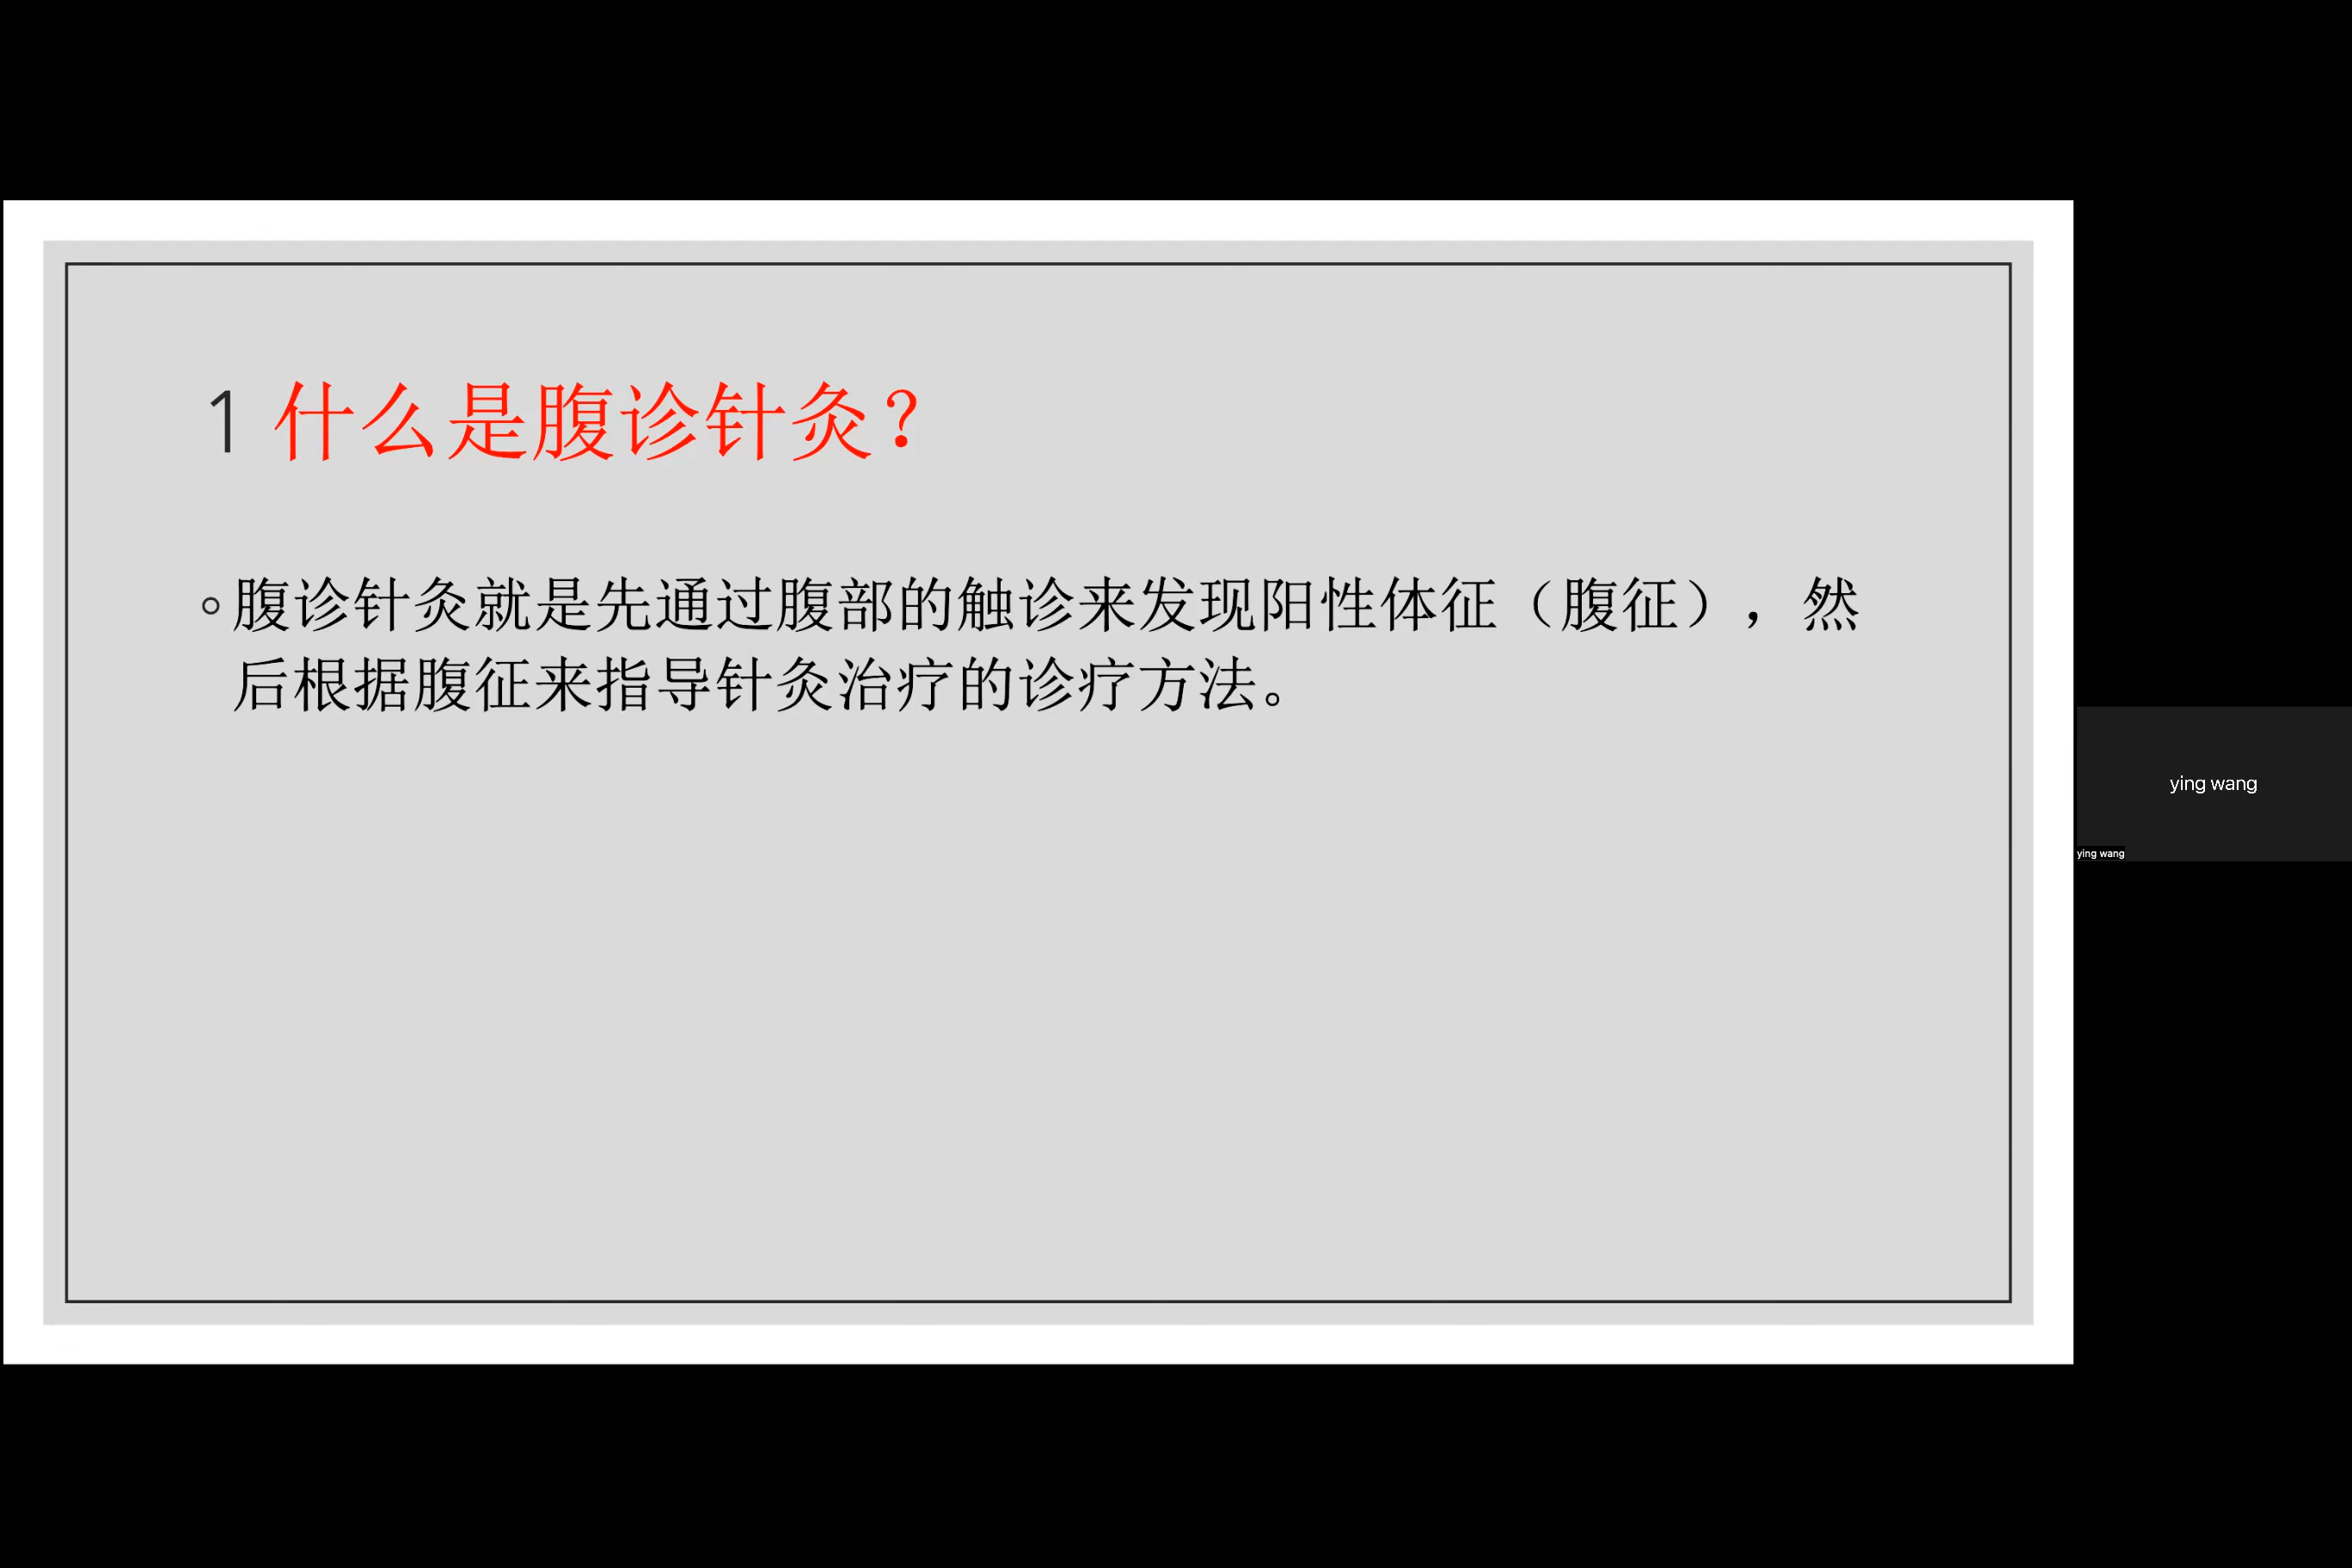 1 什么是腹诊针灸？
腹诊针灸就是先通过腹部的触诊来发现阳性体征（腹征），然
后根据腹征来指导针灸治疗的诊疗方法。
ying wang
ying wang